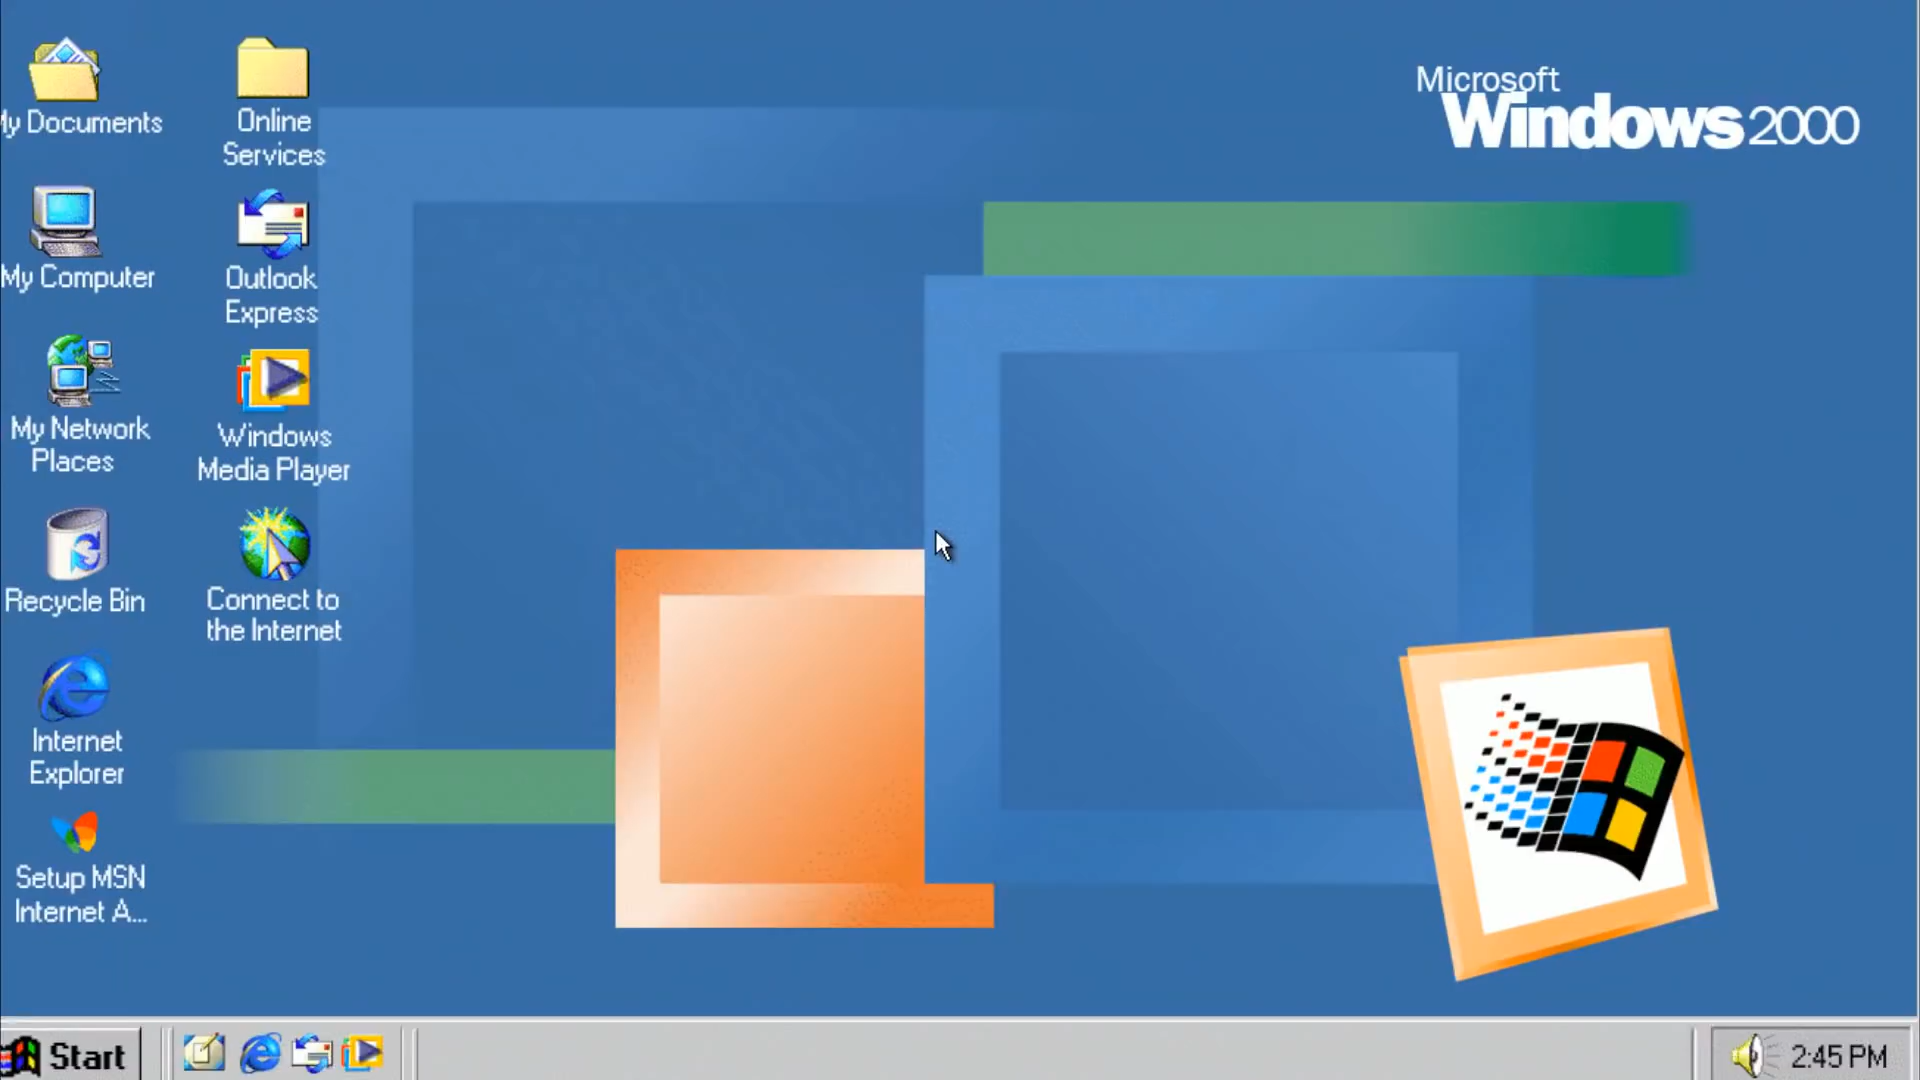 My Documents
Online
Services
My Computer
Outlook
Express
My Network
Places
Windows
Media Player
Recycle Bin
Connect to
the Internet
Internet
Explorer
Setup MSN
Internet A...
Microsoft
Windows 2000
Start
2:45 PM